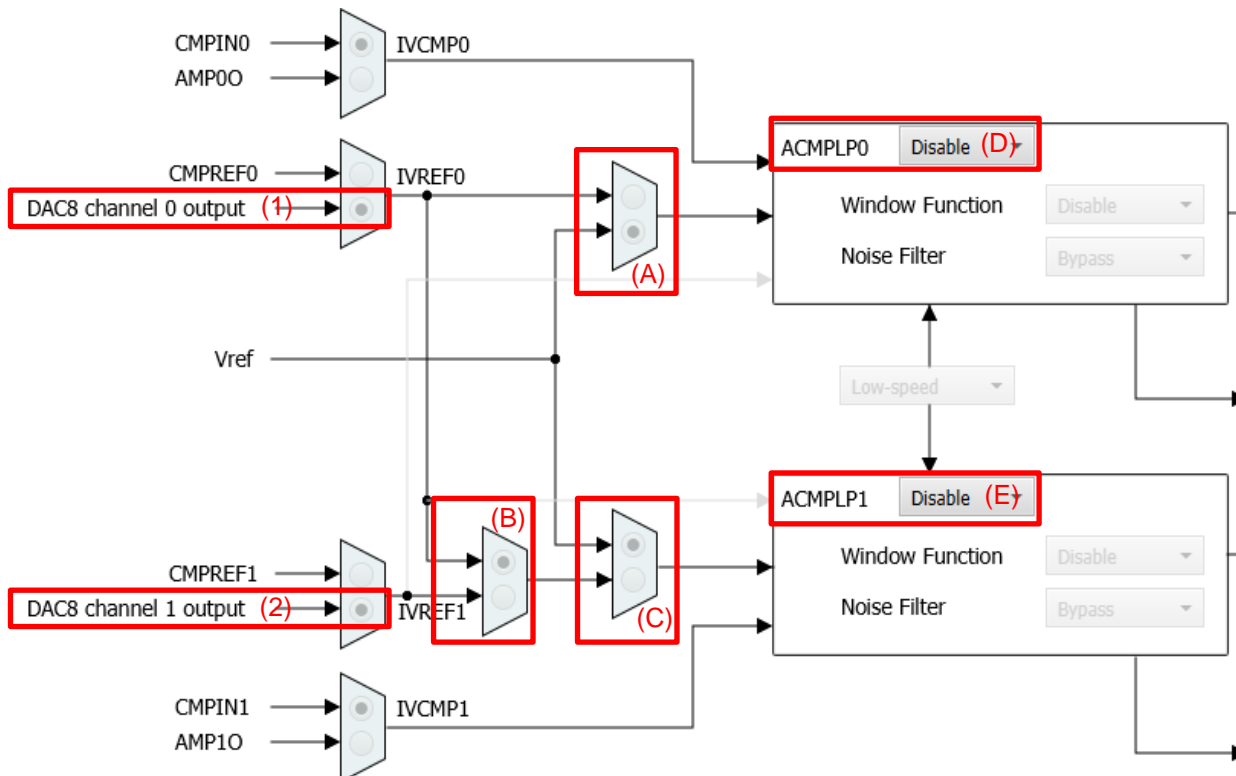 CMPIN0
IVCMP0
AMP0O
CMPREF0
IVREF0
DAC8 channel 0 output (1)
(A)
ACMPLP0 Disable (D)
Window Function Disable
Noise Filter Bypass
Vref
Low-speed
ACMPLP1 Disable (E)
(B)
Window Function Disable
CMPREF1
DAC8 channel 1 output (2)
IVREF1
(C)
Noise Filter Bypass
CMPIN1
IVCMP1
AMP1O